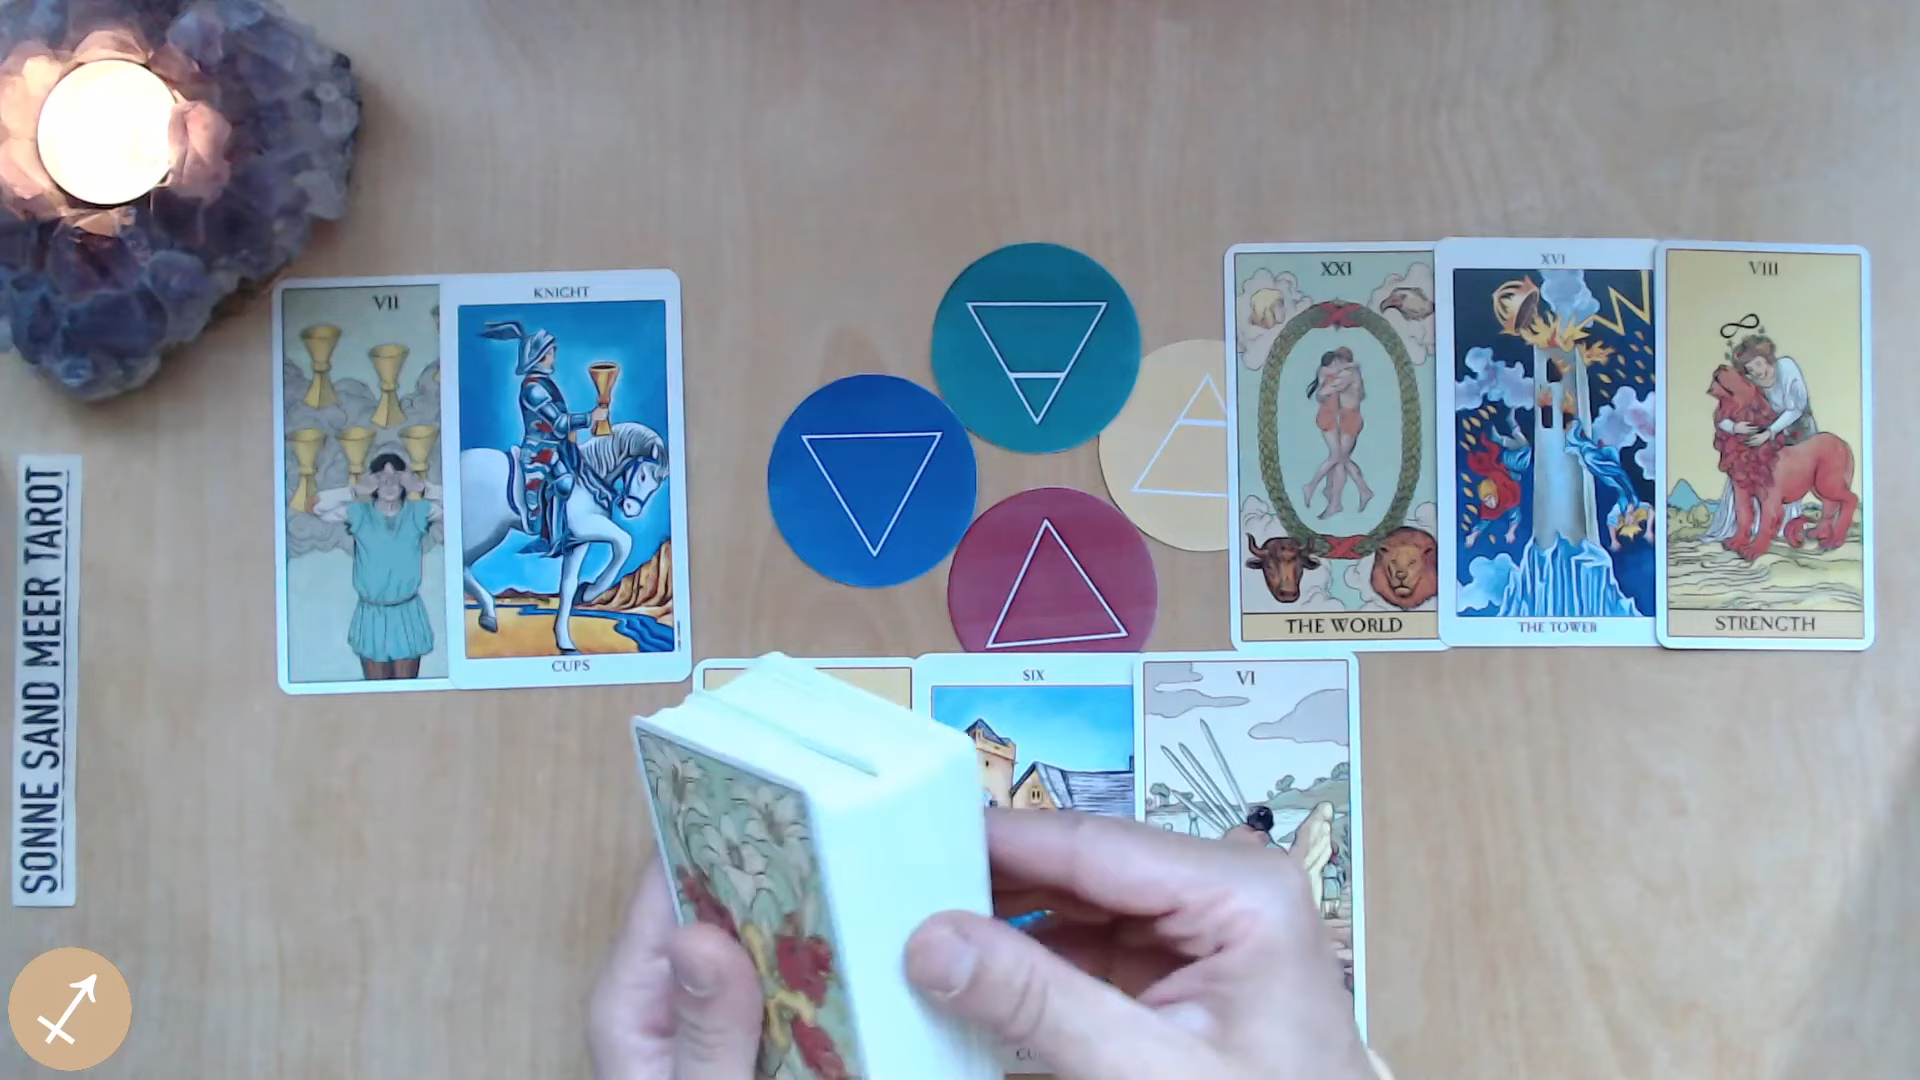 VII
KNIGHT
CUPS
XXI
THE WORLD
XVI
THE TOWER
VIII
STRENGTH
SIX
VI
SONNE SAND MEER TAROT